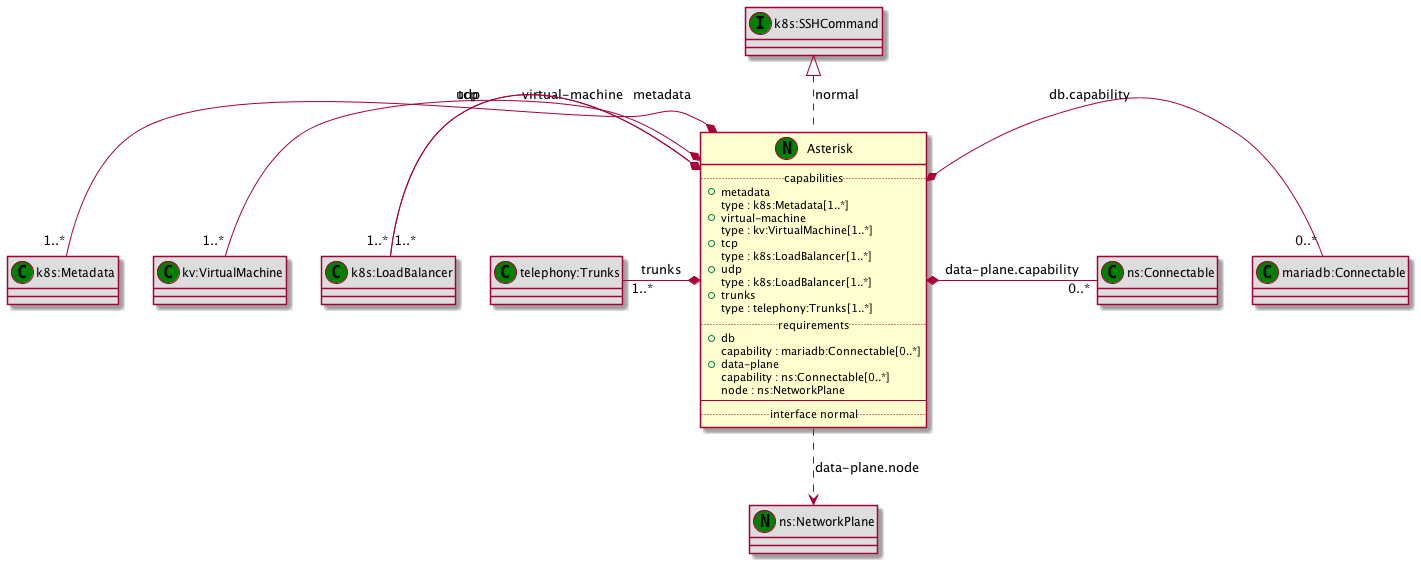 I k8s:SSHCommand
udp
tcp
virtual-machine
metadata
normal
db.capability
N Asterisk
capabilities
metadata
type : k8s:Metadata[1..*]
virtual-machine
type : kv:VirtualMachine[1..*]
tcp
type : k8s:LoadBalancer[1..*]
udp
type : k8s:LoadBalancer[1..*]
trunks
type : telephony:Trunks[1..*]
requirements
db
capability : mariadb:Connectable[0..*]
data-plane
capability : ns:Connectable[0..*]
node : ns:NetworkPlane
interface normal
1..*
1..*
1..*
1..*
0..*
C k8s:Metadata
C kv:VirtualMachine
C k8s:LoadBalancer
C telephony:Trunks
trunks
1..*
data-plane.capability
0..*
C ns:Connectable
C mariadb:Connectable
data-plane.node
N ns:NetworkPlane